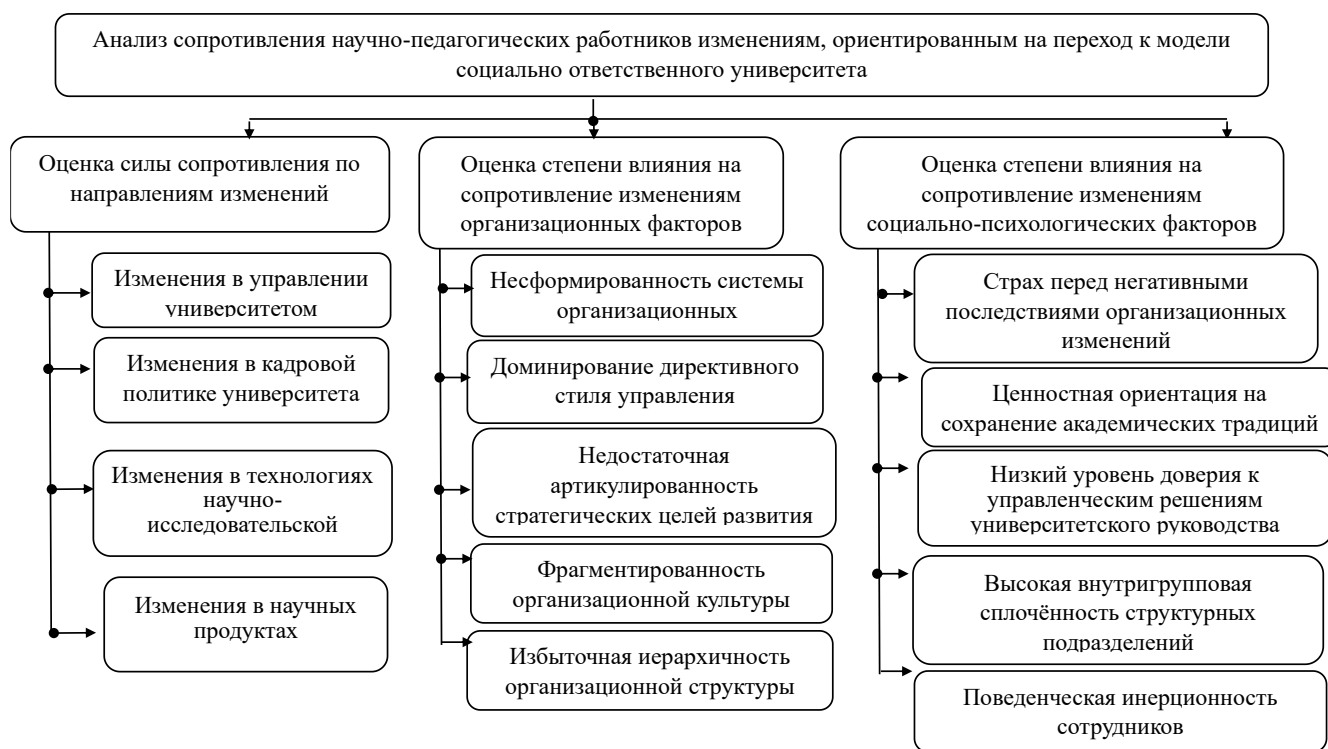 Анализ сопротивления научно-педагогических работников изменениям, ориентированным на переход к модели
социально ответственного университета
Оценка силы сопротивления по
направлениям изменений
Изменения в управлении
университетом
Изменения в кадровой
политике университета
Изменения в технологиях
научно-
исследовательской
Изменения в научных
продуктах
Оценка степени влияния на
сопротивление изменениям
организационных факторов
Несформированность системы
организационных
Доминирование директивного
стиля управления
Недостаточная
артикулированность
стратегических целей развития
Фрагментированность
организационной культуры
Избыточная иерархичность
организационной структуры
Оценка степени влияния на
сопротивление изменениям
социально-психологических факторов
Страх перед негативными
последствиями организационных
изменений
Ценностная ориентация на
сохранение академических традиций
Низкий уровень доверия к
управленческим решениям
университетского руководства
Высокая внутригрупповая
сплочённость структурных
подразделений
Поведенческая инерционность
сотрудников